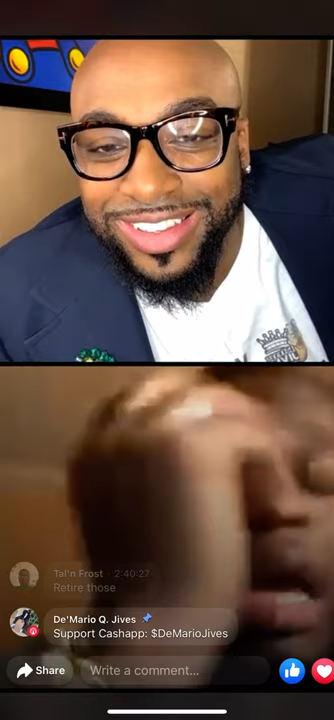 Tal'n Frost · 2:40:27
Retire those
De'Mario Q. Jives
Support Cashapp: $DeMarioJives
Share
Write a comment...